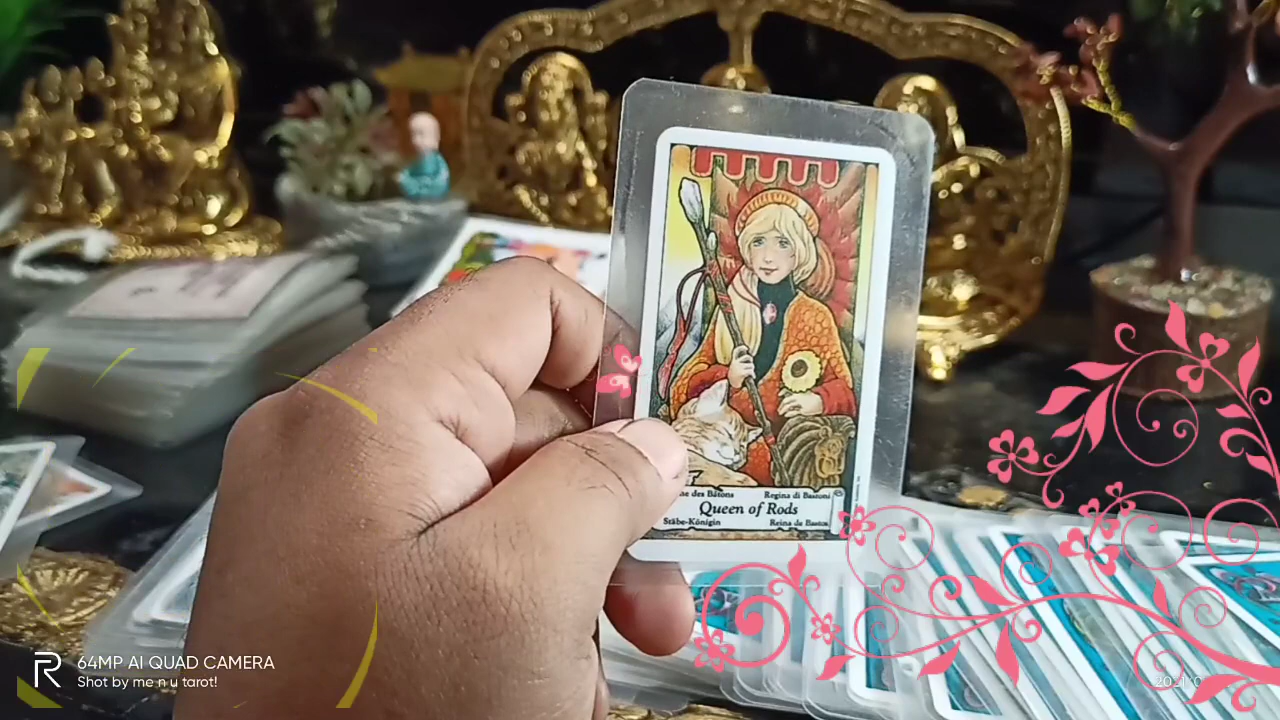 Regina di Bastoni
Queen of Rods
Stäbe-Königin Reina de Bastos
64MP AI QUAD CAMERA
Shot by me n u tarot!